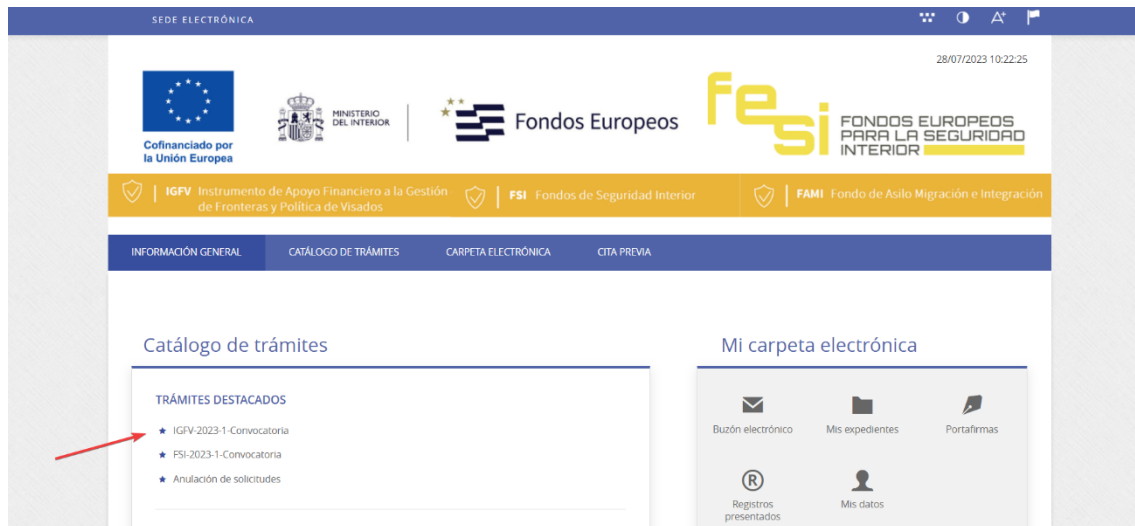 SEDE ELECTRÓNICA
A+
28/07/2023 10:22:25
Cofinanciado por
la Unión Europea
MINISTERIO
DEL INTERIOR
Fondos Europeos
fesi
FONDOS EUROPEOS
PARA LA SEGURIDAD
INTERIOR
IGFV Instrumento de Apoyo Financiero a la Gestión
de Fronteras y Política de Visados
FSI Fondos de Seguridad Interior
FAMI Fondo de Asilo Migración e Integración
INFORMACIÓN GENERAL
CATÁLOGO DE TRÁMITES
CARPETA ELECTRÓNICA
CITA PREVIA
Catálogo de trámites
TRÁMITES DESTACADOS
IGFV-2023-1-Convocatoria
FSI-2023-1-Convocatoria
Anulación de solicitudes
Mi carpeta electrónica
Buzón electrónico
Mis expedientes
Portafirmas
R
Registros
presentados
Mis datos